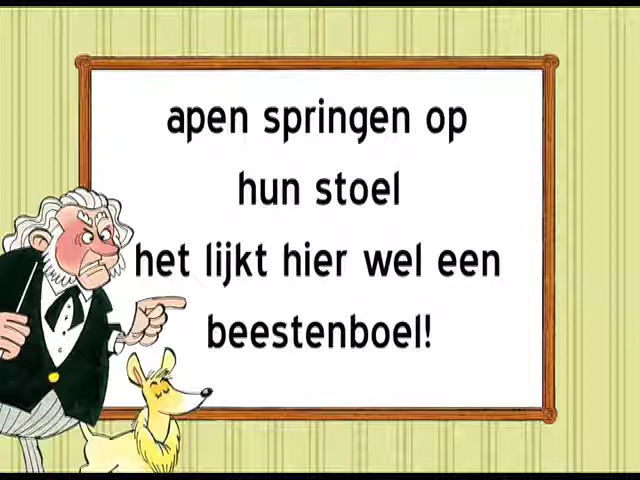 apen springen op
hun stoel
het lijkt hier wel een
beestenboel!